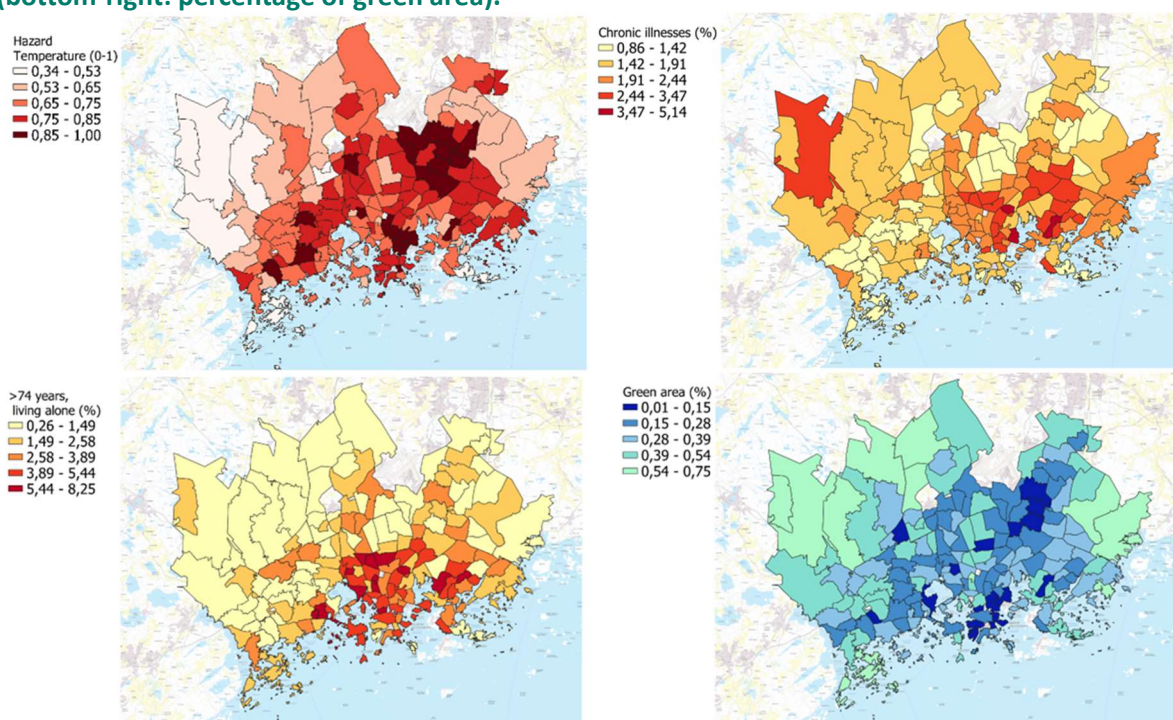 (bottom-right: percentage of green area).
Hazard
Temperature (0-1)
0,34 - 0,53
0,53 - 0,65
0,65 - 0,75
0,75 - 0,85
0,85 - 1,00
Chronic illnesses (%)
0,86 - 1,42
1,42 - 1,91
1,91 - 2,44
2,44 - 3,47
3,47 - 5,14
>74 years,
living alone (%)
0,26 - 1,49
1,49 - 2,58
2,58 - 3,89
3,89 - 5,44
5,44 - 8,25
Green area (%)
0,01 - 0,15
0,15 - 0,28
0,28 - 0,39
0,39 - 0,54
0,54 - 0,75